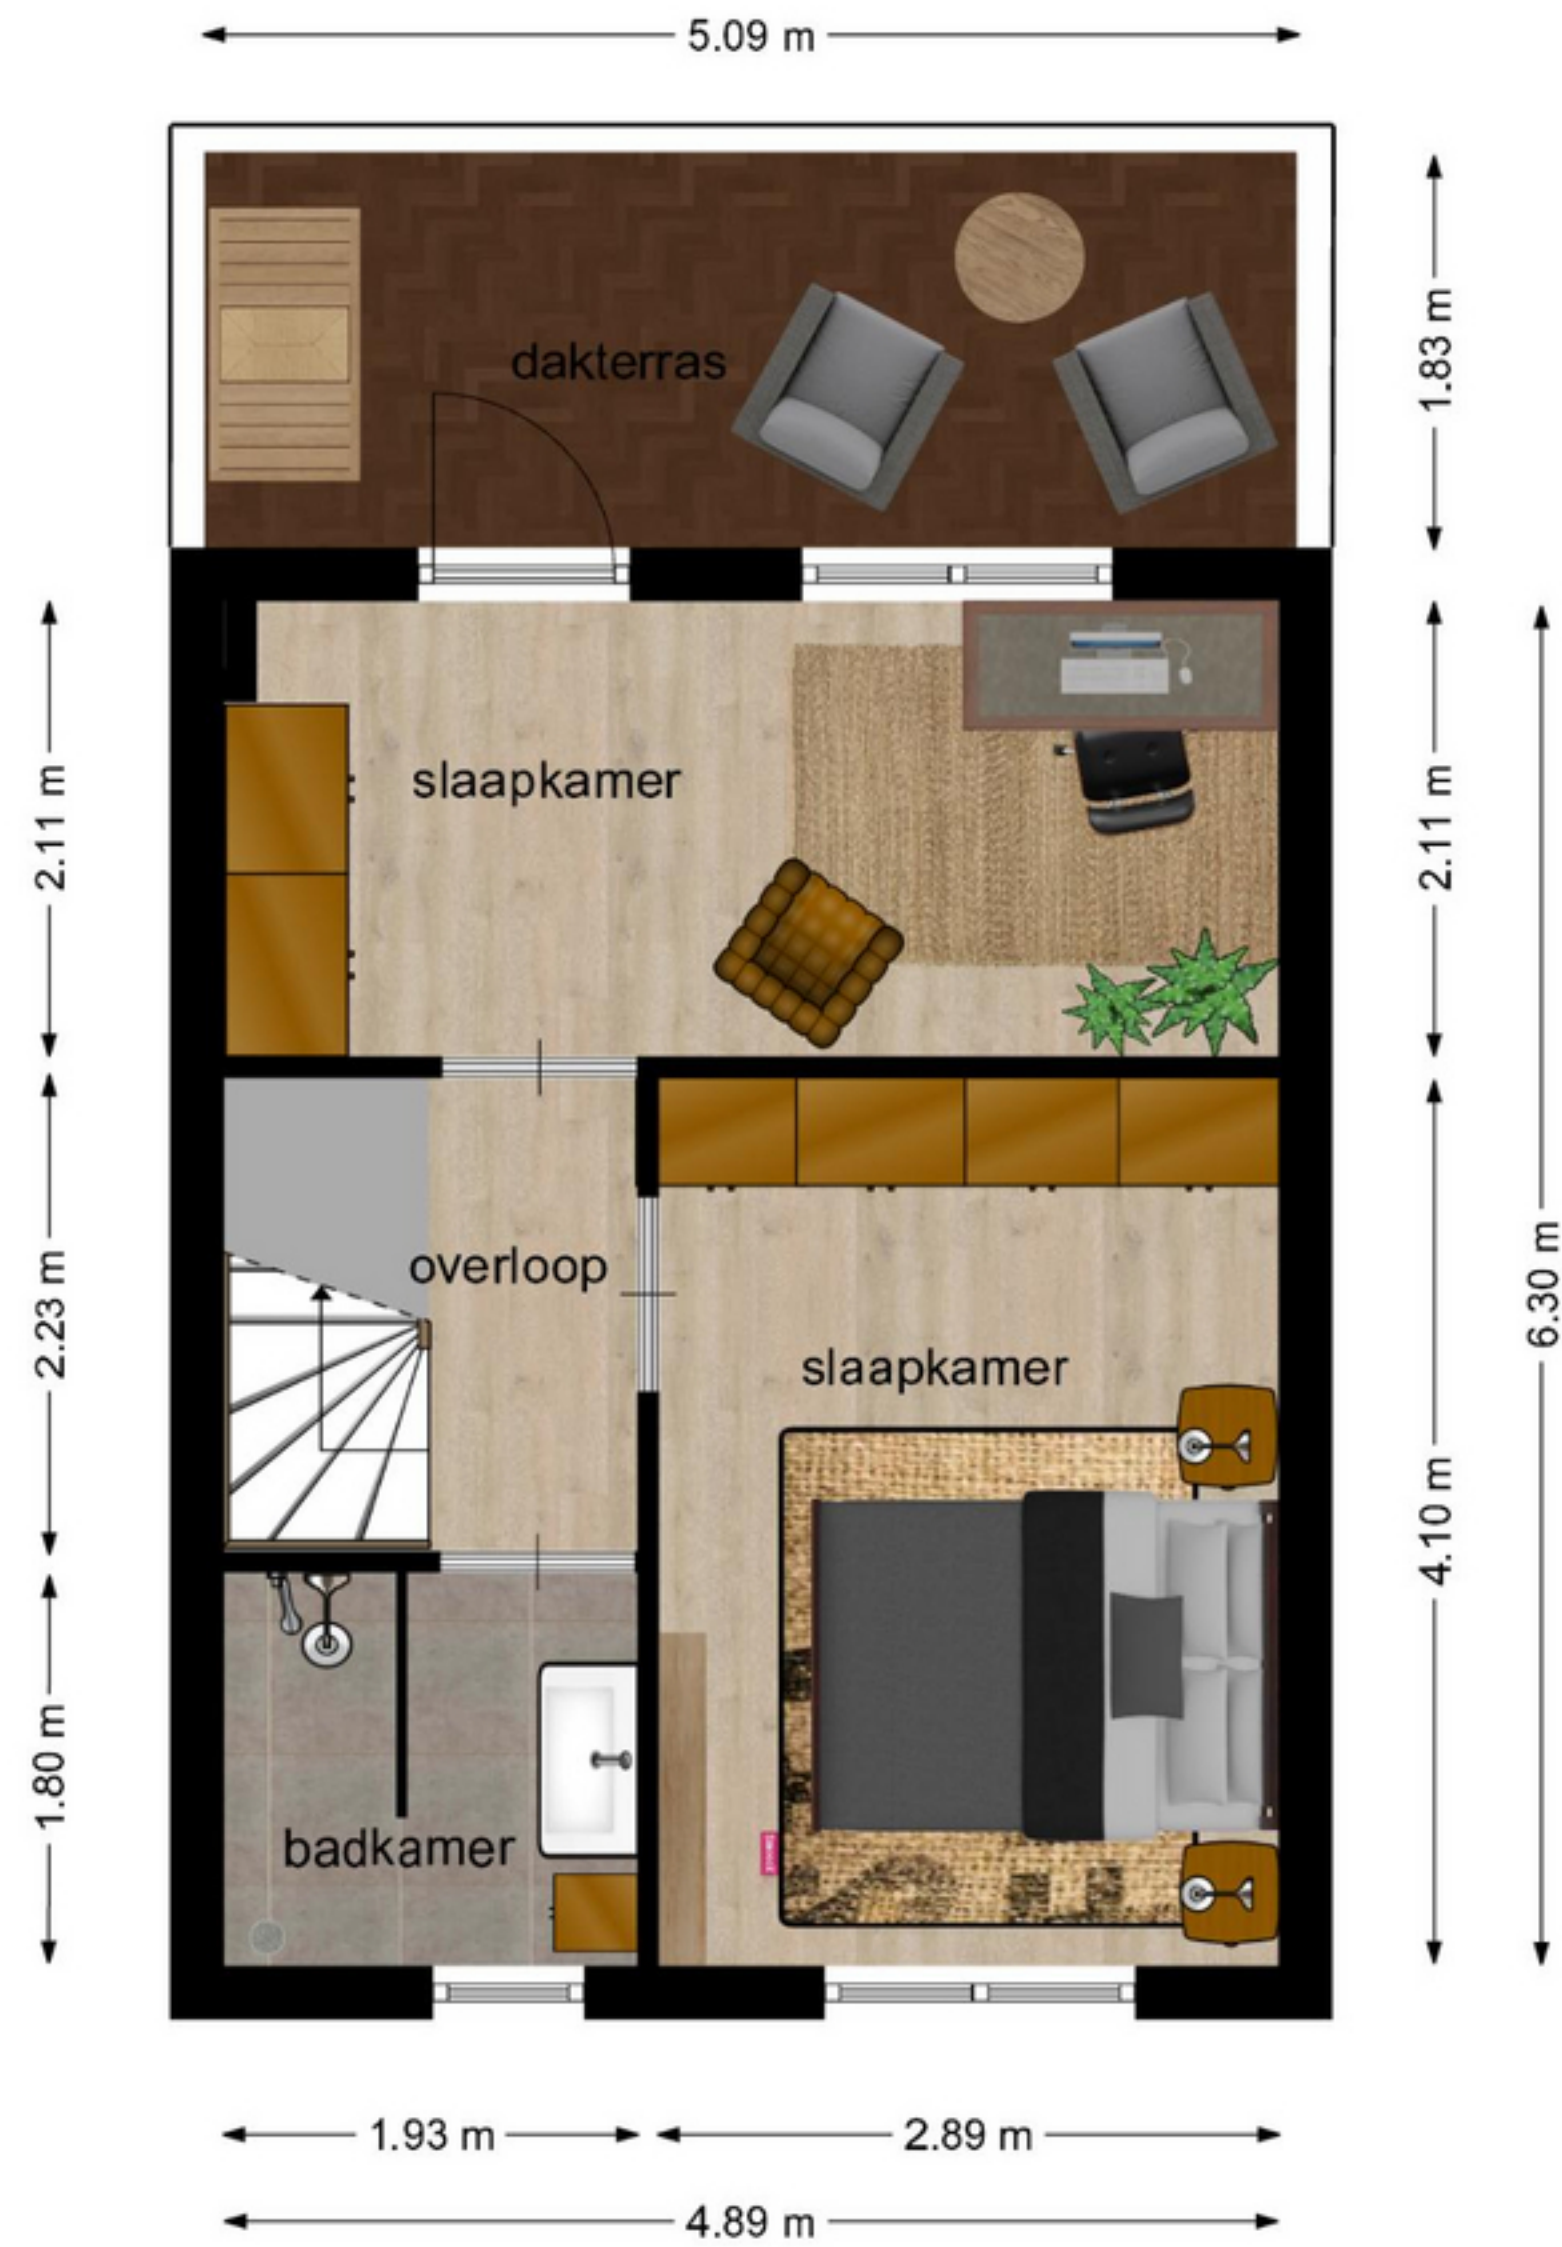 5.09 m
dakterras
1.83 m
slaapkamer
2.11 m
2.11 m
overloop
2.23 m
slaapkamer
6.30 m
4.10 m
badkamer
1.80 m
1.93 m
2.89 m
4.89 m